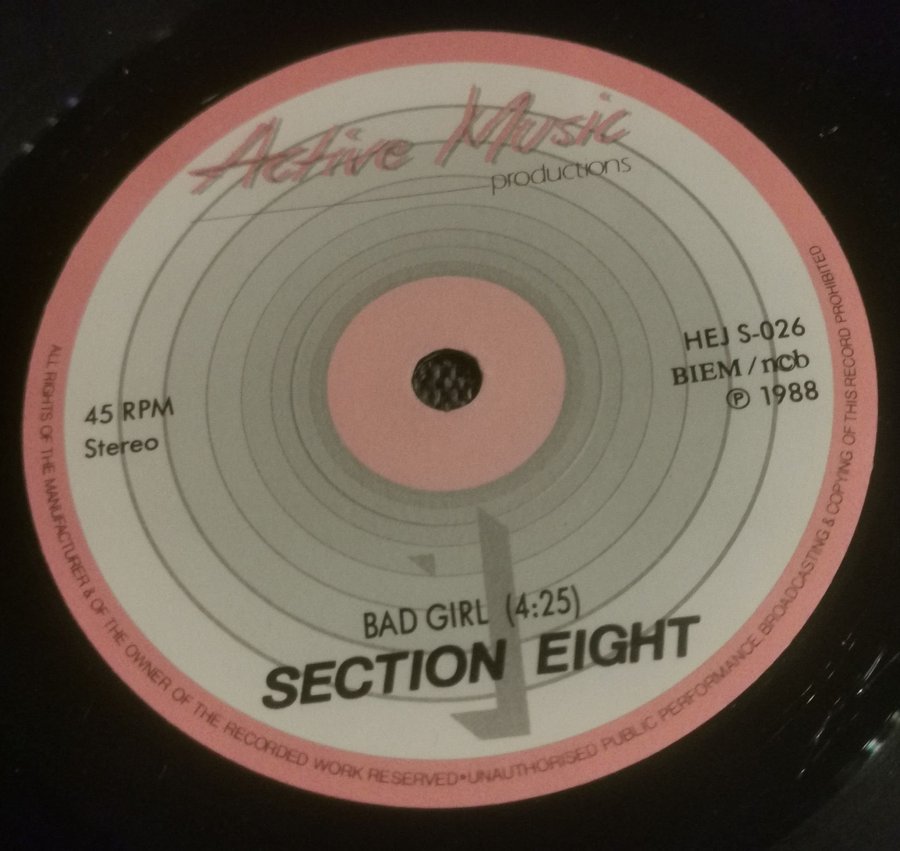 Active Music
productions
HEJ S-026
BIEM/ncb
℗ 1988
45 RPM
Stereo
BAD GIRL (4:25)
SECTION EIGHT
ALL RIGHTS OF THE MANUFACTURER & OF THE OWNER OF THE RECORDED WORK RESERVED•UNAUTHORISED PUBLIC PERFORMANCE, BROADCASTING & COPYING OF THIS RECORD PROHIBITED